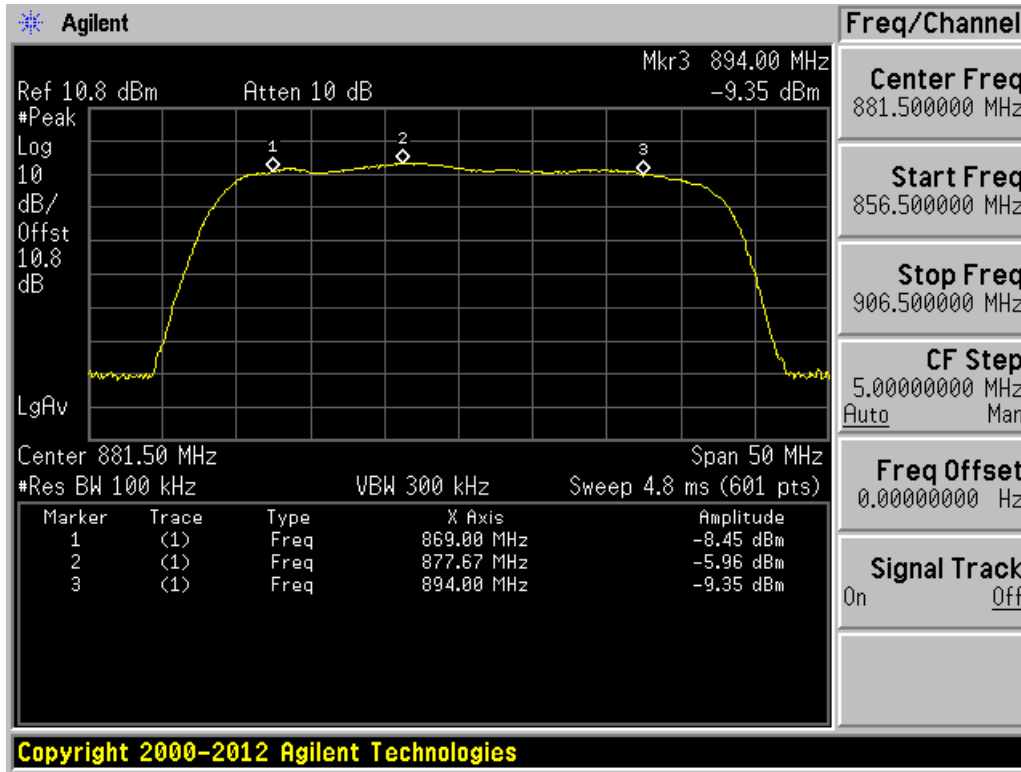 Agilent
Freq/Channel
Mkr3 894.00 MHz
Ref 10.8 dBm Atten 10 dB -9.35 dBm
#Peak
Log
10
dB/
Offst
10.8
dB
1
2
3
LgAv
Center 881.50 MHz Span 50 MHz
#Res BW 100 kHz VBW 300 kHz Sweep 4.8 ms (601 pts)
Marker Trace Type X Axis Amplitude
1 (1) Freq 869.00 MHz -8.45 dBm
2 (1) Freq 877.67 MHz -5.96 dBm
3 (1) Freq 894.00 MHz -9.35 dBm
Center Freq
881.500000 MHz
Start Freq
856.500000 MHz
Stop Freq
906.500000 MHz
CF Step
5.00000000 MHz
Auto Man
Freq Offset
0.00000000 Hz
Signal Track
On Off
Copyright 2000-2012 Agilent Technologies